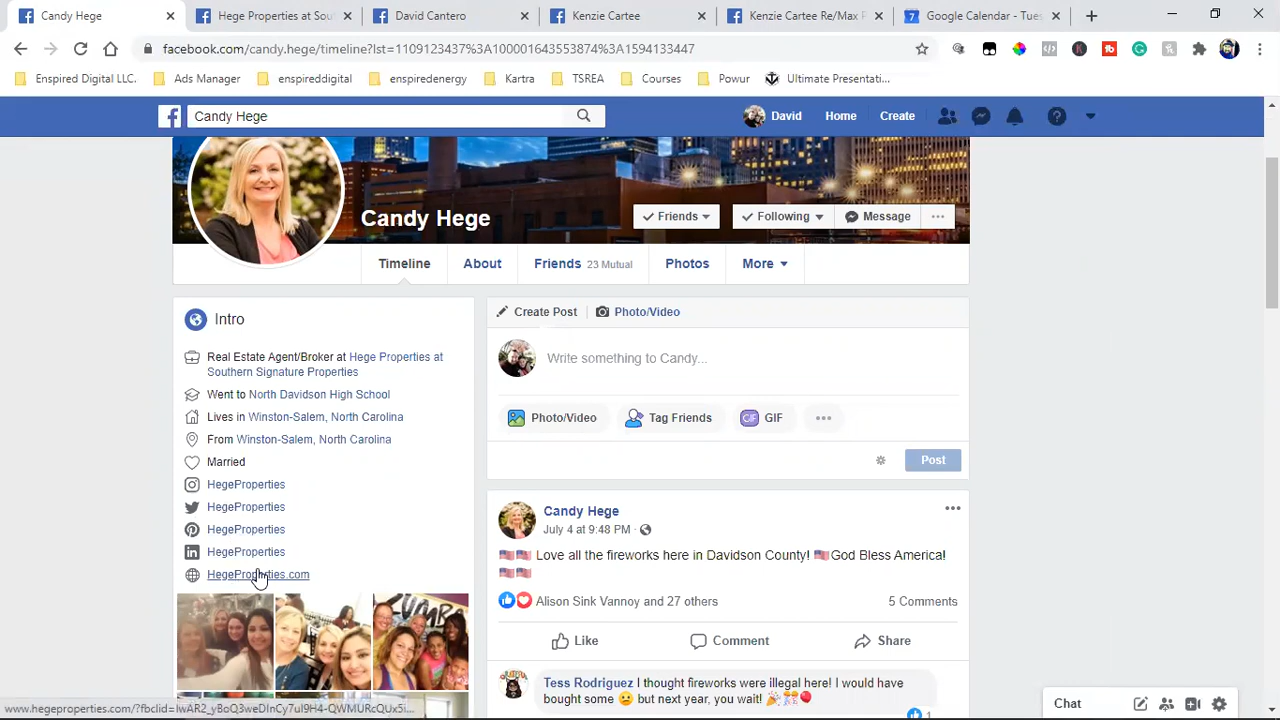 Candy Hege
Hege Properties at Sou
David Cantero
Kenzie Cartee
Kenzie Cartee Re/Max
7
Google Calendar - Tues
facebook.com/candy.hege/timeline?lst=1109123437%3A100001643553874%3A1594133447
Enspired Digital LLC.
Ads Manager
enspireddigital
enspiredenergy
Kartra
TSREA
Courses
Powur
Ultimate Presentati...
Candy Hege
David
Home
Create
Candy Hege
Friends
Following
Message
...
Timeline
About
Friends 23 Mutual
Photos
More
Intro
Real Estate Agent/Broker at Hege Properties at
Southern Signature Properties
Went to North Davidson High School
Lives in Winston-Salem, North Carolina
From Winston-Salem, North Carolina
Married
HegeProperties
HegeProperties
HegeProperties
HegeProperties
HegeProperties.com
Create Post
Photo/Video
Write something to Candy...
Photo/Video
Tag Friends
GIF
Post
Candy Hege
July 4 at 9:48 PM
Love all the fireworks here in Davidson County! God Bless America!
Alison Sink Vannoy and 27 others
5 Comments
Like
Comment
Share
Tess Rodriguez I thought fireworks were illegal here! I would have
bought some but next year, you wait!
1
Chat